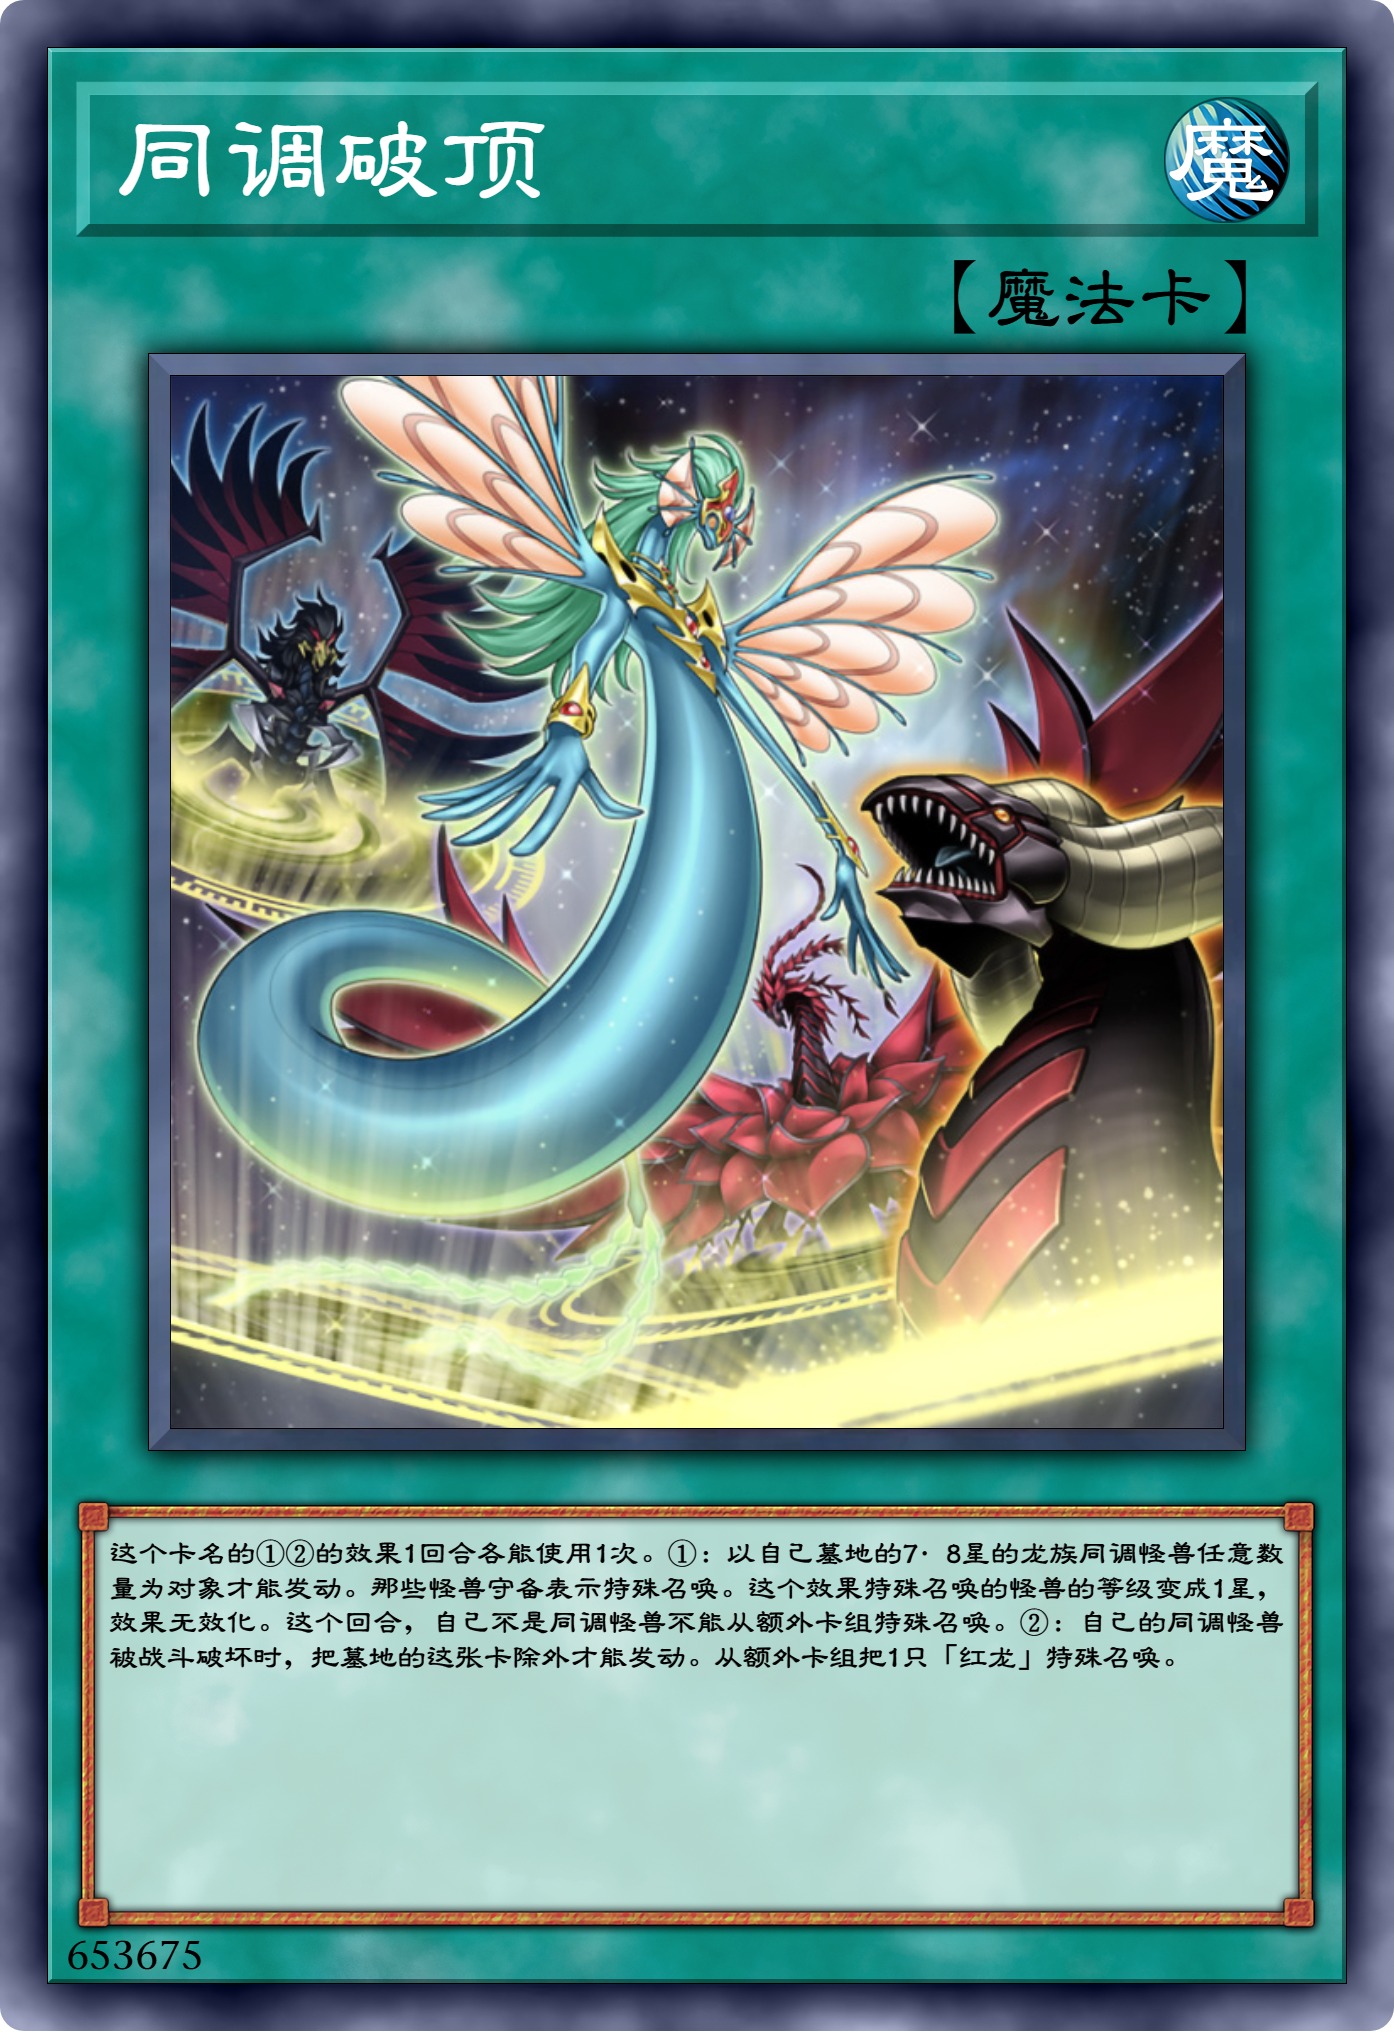 同调破顶
魔
【魔法卡】
这个卡名的①②的效果1回合各能使用1次。①：以自己墓地的7·8星的龙族同调怪兽任意数
量为对象才能发动。那些怪兽守备表示特殊召唤。这个效果特殊召唤的怪兽的等级变成1星，
效果无效化。这个回合，自己不是同调怪兽不能从额外卡组特殊召唤。②：自己的同调怪兽
被战斗破坏时，把墓地的这张卡除外才能发动。从额外卡组把1只「红龙」特殊召唤。
653675